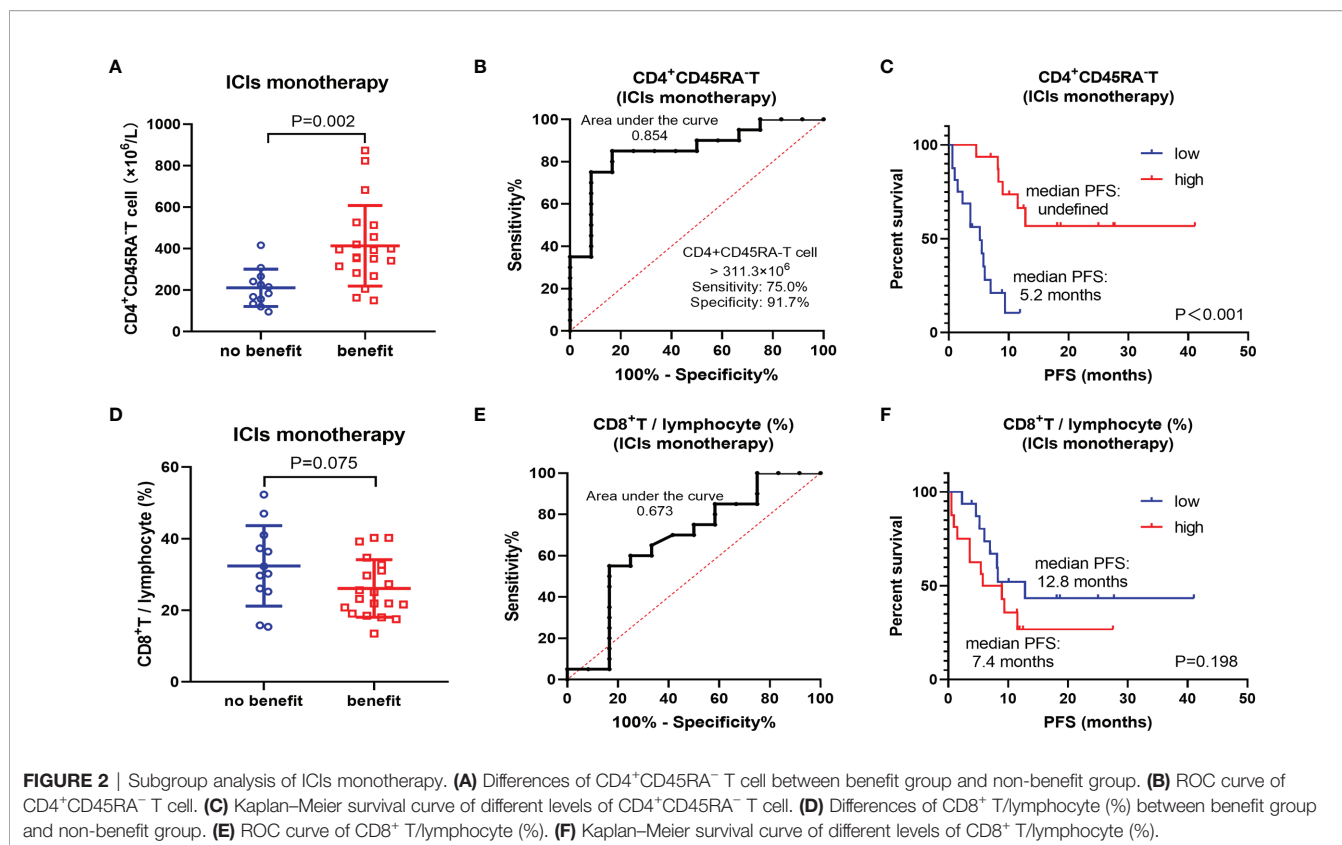 A
ICIs monotherapy
P=0.002
CD4⁺CD45RA⁻T cell (×10⁶/L)
1000
800
600
400
200
0
no benefit
benefit
B
CD4⁺CD45RA⁻T
(ICIs monotherapy)
Area under the curve
0.854
CD4+CD45RA-T cell
> 311.3×10⁶
Sensitivity: 75.0%
Specificity: 91.7%
Sensitivity%
100
80
60
40
20
0
0 20 40 60 80 100
100% - Specificity%
C
CD4⁺CD45RA⁻T
(ICIs monotherapy)
low
high
median PFS:
undefined
median PFS:
5.2 months
P<0.001
Percent survival
100
50
0
0 10 20 30 40 50
PFS (months)
D
ICIs monotherapy
P=0.075
CD8⁺T / lymphocyte (%)
60
40
20
0
no benefit
benefit
E
CD8⁺T / lymphocyte (%)
(ICIs monotherapy)
Area under the curve
0.673
Sensitivity%
100
80
60
40
20
0
0 20 40 60 80 100
100% - Specificity%
F
CD8⁺T / lymphocyte (%)
(ICIs monotherapy)
low
high
median PFS:
12.8 months
median PFS:
7.4 months
P=0.198
Percent survival
100
50
0
0 10 20 30 40 50
PFS (months)
FIGURE 2 | Subgroup analysis of ICIs monotherapy. (A) Differences of CD4⁺CD45RA⁻ T cell between benefit group and non-benefit group. (B) ROC curve of
CD4⁺CD45RA⁻ T cell. (C) Kaplan–Meier survival curve of different levels of CD4⁺CD45RA⁻ T cell. (D) Differences of CD8⁺ T/lymphocyte (%) between benefit group
and non-benefit group. (E) ROC curve of CD8⁺ T/lymphocyte (%). (F) Kaplan–Meier survival curve of different levels of CD8⁺ T/lymphocyte (%).